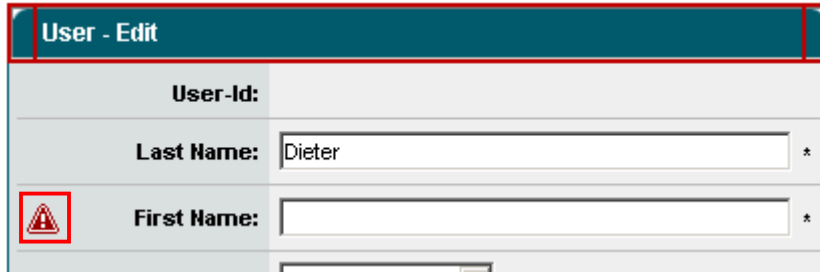 User - Edit
User-Id:
Last Name: Dieter *
First Name: *